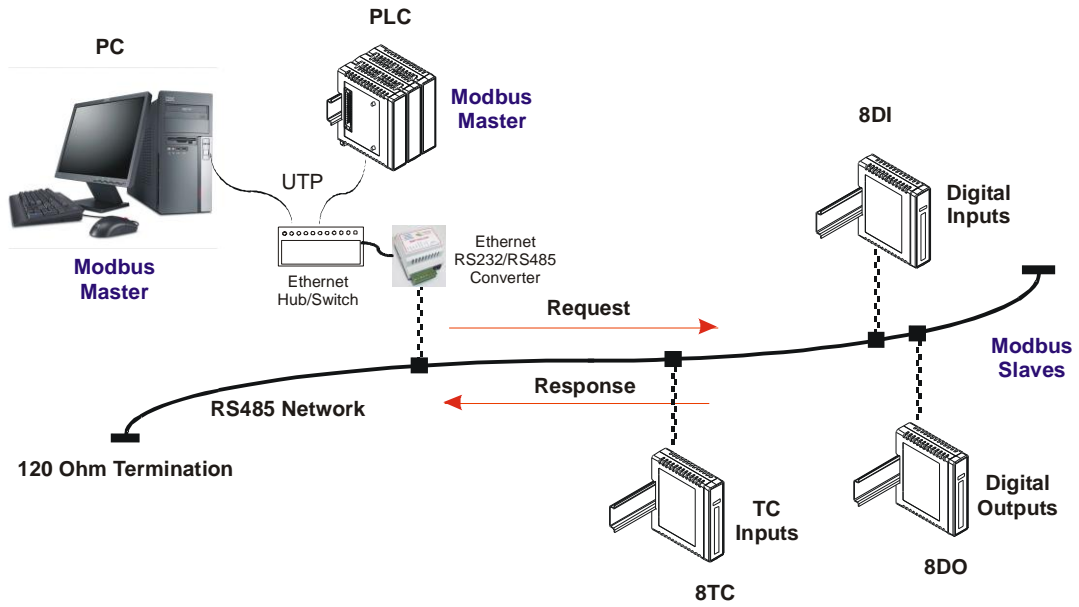 PLC
PC
Modbus
Master
8DI
UTP
Digital
Inputs
Ethernet
RS232/RS485
Converter
Modbus
Master
Ethernet
Hub/Switch
Request
Modbus
Slaves
Response
RS485 Network
120 Ohm Termination
TC
Inputs
Digital
Outputs
8DO
8TC